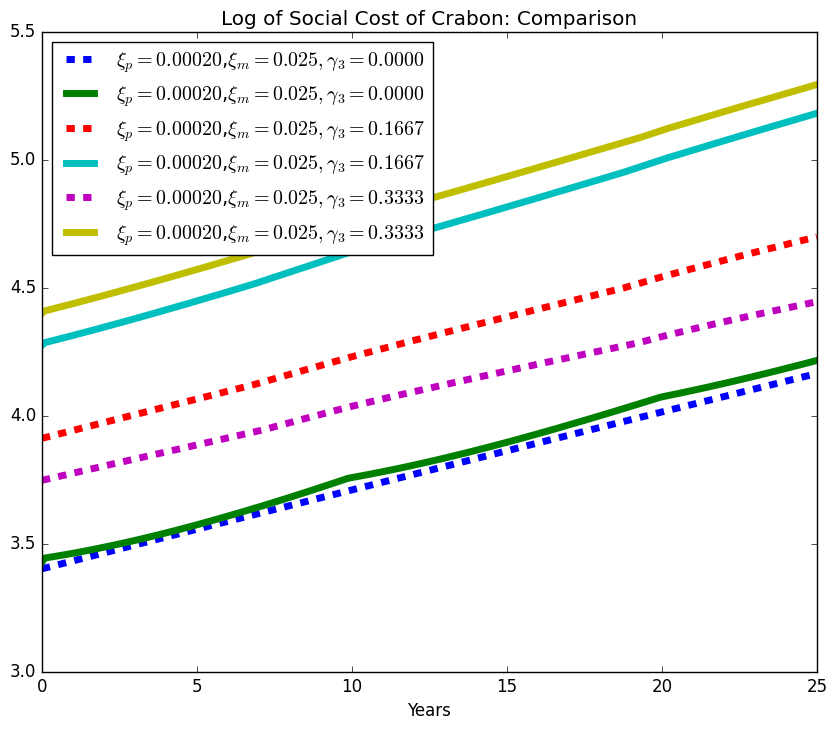 Log of Social Cost of Crabon: Comparison
5.5
5.0
4.5
4.0
3.5
3.0
ξp = 0.00020,ξm = 0.025, γ3 = 0.0000
ξp = 0.00020,ξm = 0.025, γ3 = 0.0000
ξp = 0.00020,ξm = 0.025, γ3 = 0.1667
ξp = 0.00020,ξm = 0.025, γ3 = 0.1667
ξp = 0.00020,ξm = 0.025, γ3 = 0.3333
ξp = 0.00020,ξm = 0.025, γ3 = 0.3333
0 5 10 15 20 25
Years